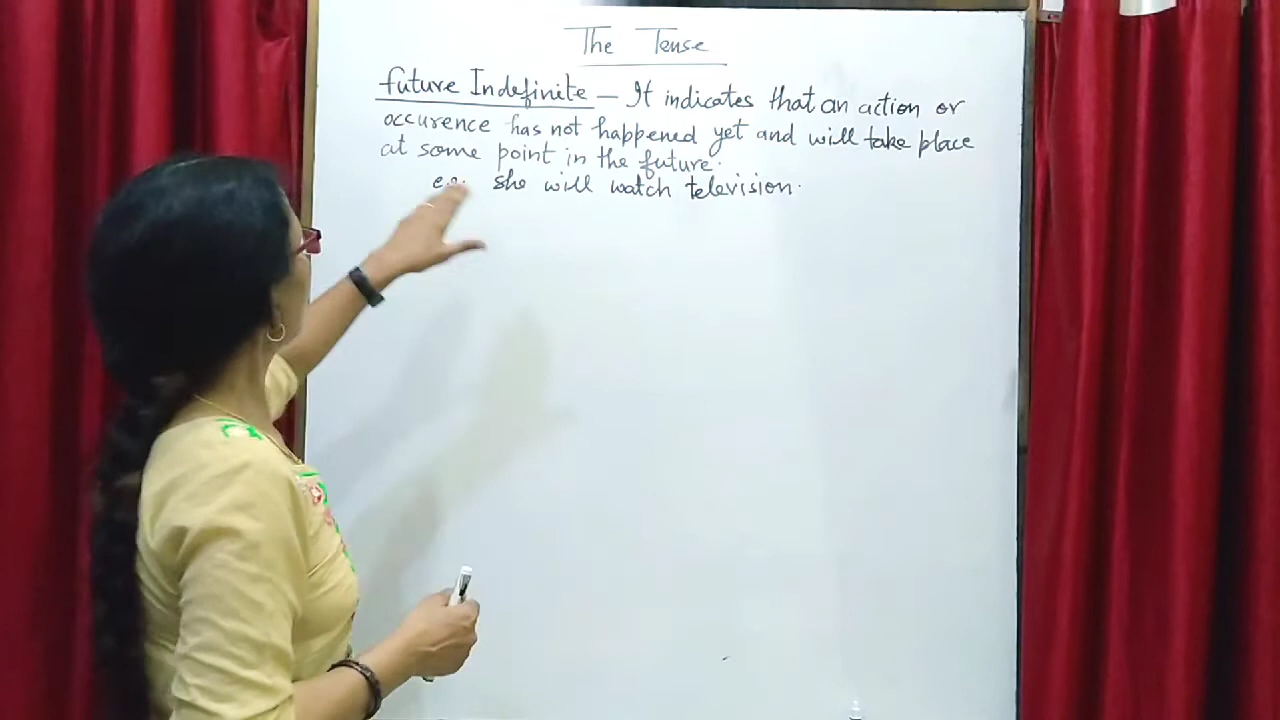 The Tense
future Indefinite — It indicates that an action or
occurence has not happened yet and will take place
at some point in the future.
e.g. she will watch television.